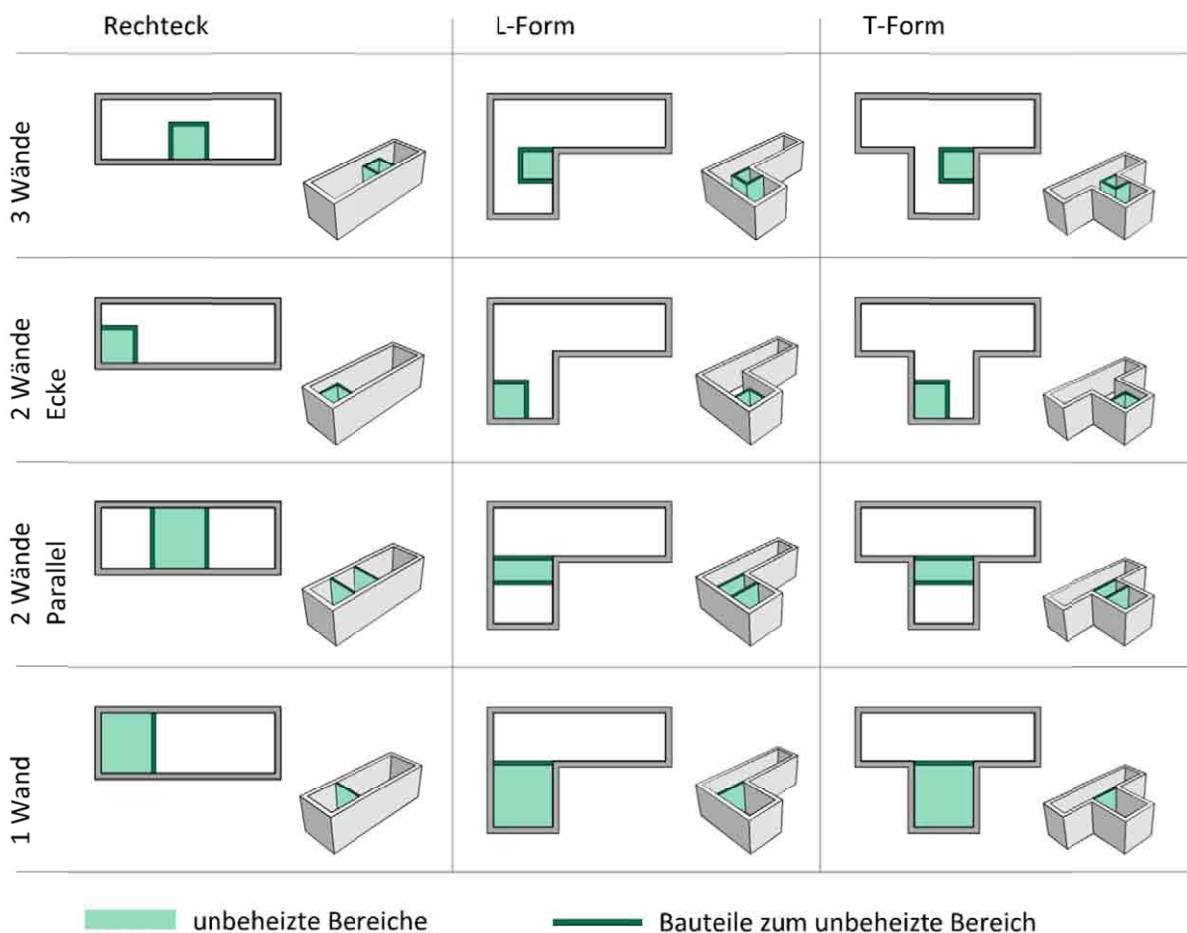 Rechteck
L-Form
T-Form
3 Wände
2 Wände
Ecke
2 Wände
Parallel
1 Wand
unbeheizte Bereiche
Bauteile zum unbeheizte Bereich